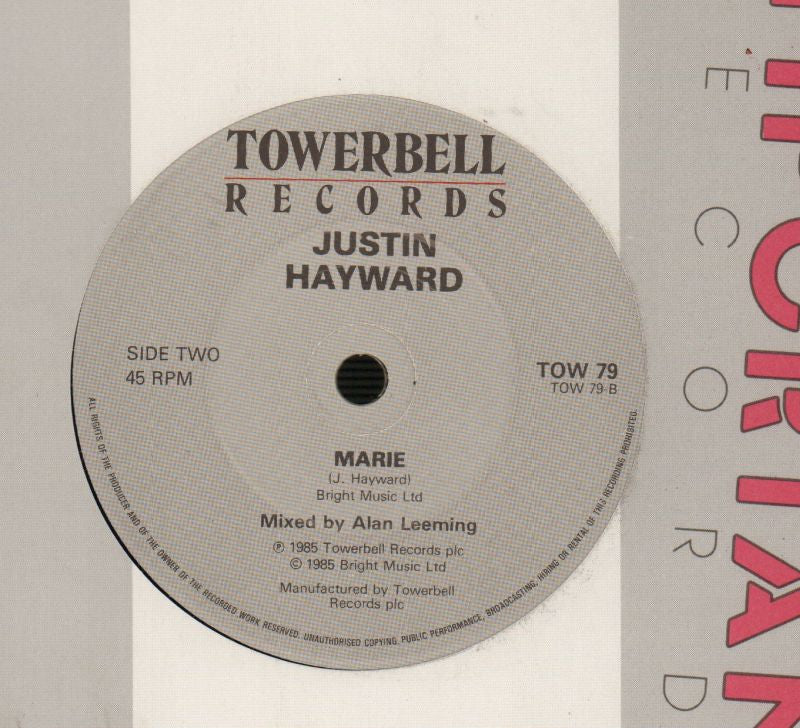 TOWERBELL
RECORDS
JUSTIN
HAYWARD
SIDE TWO
45 RPM
TOW 79
TOW 79-B
MARIE
(J. Hayward)
Bright Music Ltd
Mixed by Alan Leeming
℗ 1985 Towerbell Records plc
© 1985 Bright Music Ltd
Manufactured by Towerbell
Records plc
ALL RIGHTS OF THE PRODUCER AND OF THE OWNER OF THE RECORDED WORK RESERVED. UNAUTHORISED COPYING, PUBLIC PERFORMANCE, BROADCASTING, HIRING OR RENTAL OF THIS RECORDING PROHIBITED.
ECORD
PORTAN